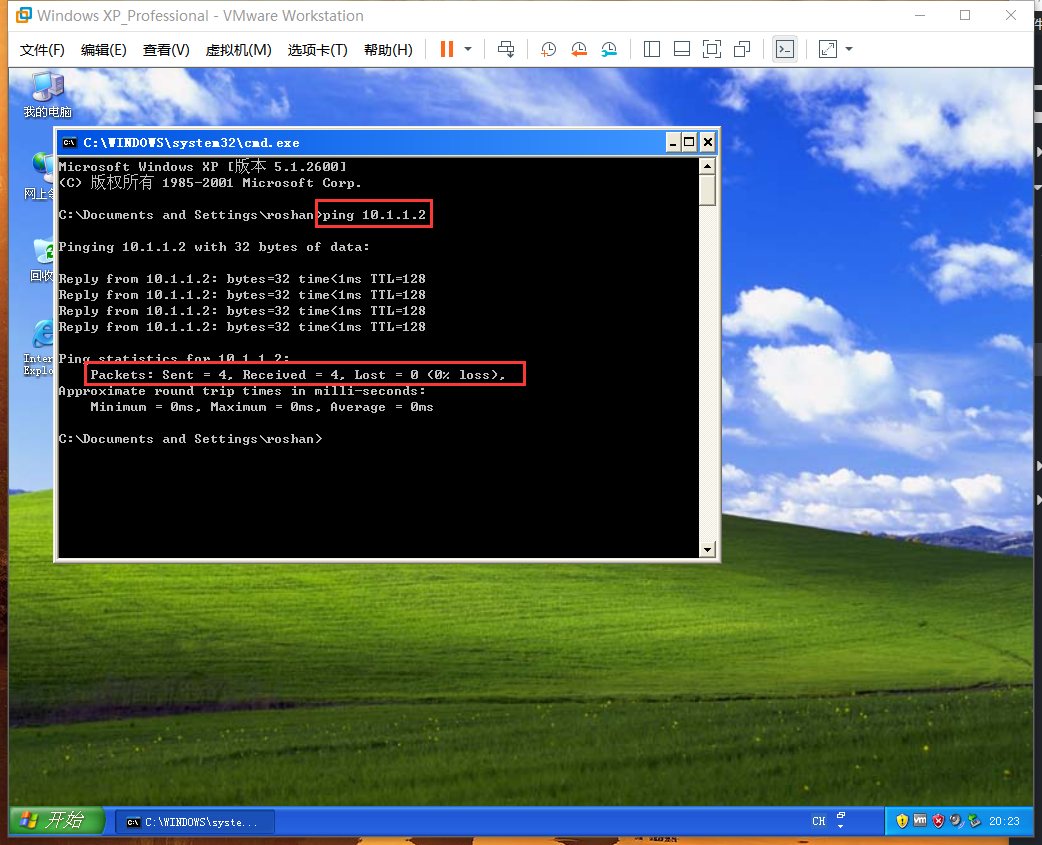 Windows XP_Professional - VMware Workstation
文件(F) 编辑(E) 查看(V) 虚拟机(M) 选项卡(T) 帮助(H)
我的电脑
C:\WINDOWS\system32\cmd.exe
Microsoft Windows XP [版本 5.1.2600]
(C) 版权所有 1985-2001 Microsoft Corp.
C:\Documents and Settings\roshan>ping 10.1.1.2
Pinging 10.1.1.2 with 32 bytes of data:
Reply from 10.1.1.2: bytes=32 time<1ms TTL=128
Reply from 10.1.1.2: bytes=32 time<1ms TTL=128
Reply from 10.1.1.2: bytes=32 time<1ms TTL=128
Reply from 10.1.1.2: bytes=32 time<1ms TTL=128
Ping statistics for 10.1.1.2:
Packets: Sent = 4, Received = 4, Lost = 0 (0% loss),
Approximate round trip times in milli-seconds:
Minimum = 0ms, Maximum = 0ms, Average = 0ms
C:\Documents and Settings\roshan>
网上
回收
Inter
Explo
开始
C:\WINDOWS\syste...
CH
20:23